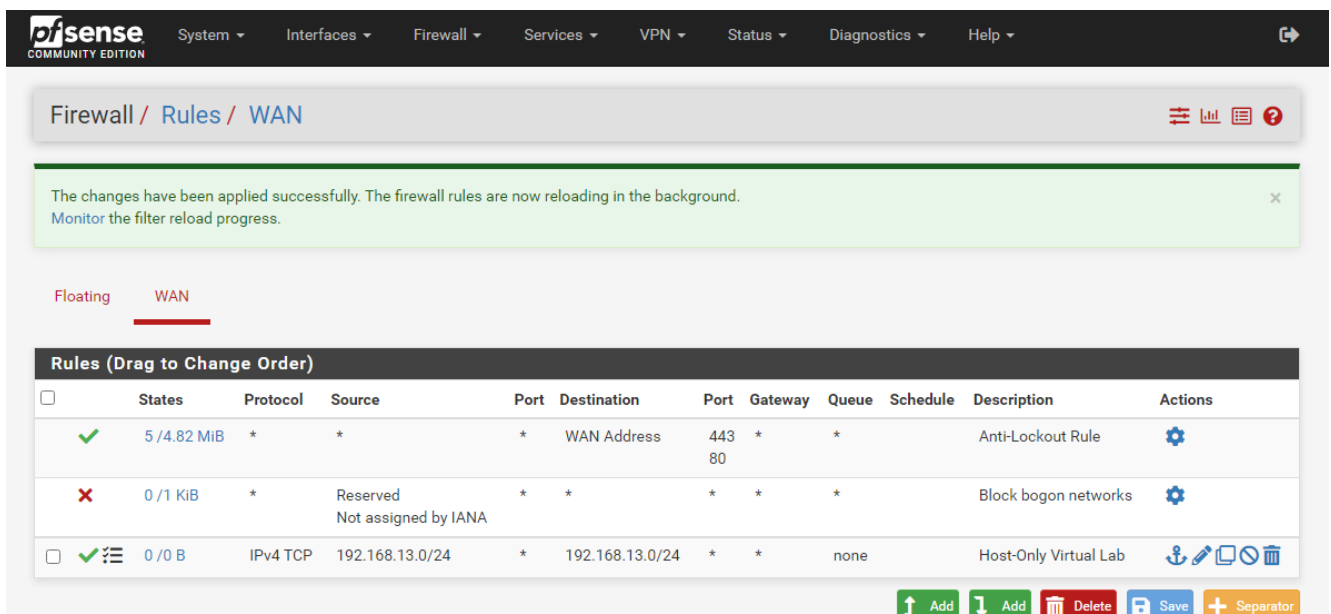 pfsense System Interfaces Firewall Services VPN Status Diagnostics Help
COMMUNITY EDITION
Firewall / Rules / WAN
The changes have been applied successfully. The firewall rules are now reloading in the background.
Monitor the filter reload progress.
×
Floating WAN
Rules (Drag to Change Order)
States Protocol Source Port Destination Port Gateway Queue Schedule Description Actions
5 /4.82 MiB * * * WAN Address 443 * * Anti-Lockout Rule
80
0 /1 KiB * Reserved * * * * * Block bogon networks
Not assigned by IANA
0 /0 B IPv4 TCP 192.168.13.0/24 * 192.168.13.0/24 * * none Host-Only Virtual Lab
Add Add Delete Save Separator